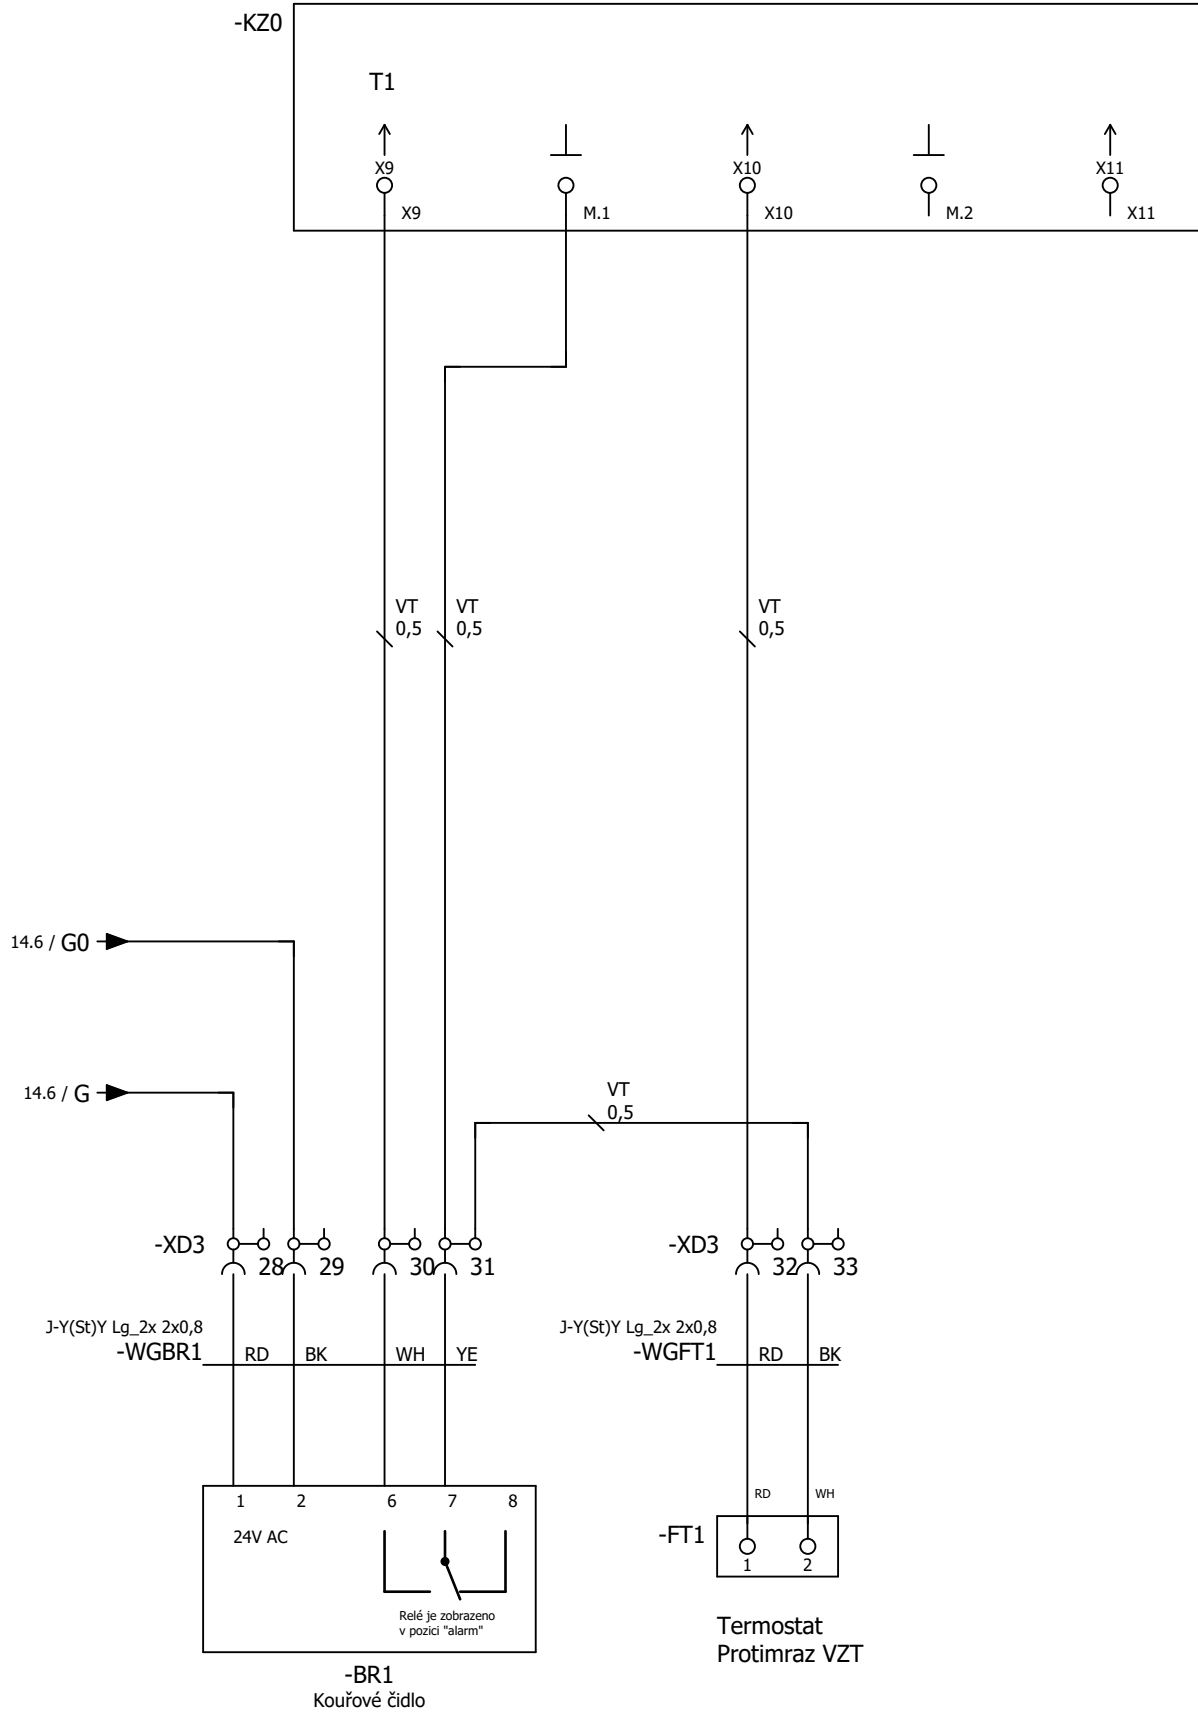 -KZ0
T1
X9
X10
X11
X9
M.1
X10
M.2
X11
VT
0,5
VT
0,5
VT
0,5
14.6 / G0
14.6 / G
VT
0,5
-XD3
28
29
30
31
-XD3
32
33
J-Y(St)Y Lg_2x 2x0,8
-WGBR1
RD
BK
WH
YE
J-Y(St)Y Lg_2x 2x0,8
-WGFT1
RD
BK
1
2
6
7
8
24V AC
Relé je zobrazeno
v pozici "alarm"
-BR1
Kouřové čidlo
RD
WH
-FT1
1
2
Termostat
Protimraz VZT